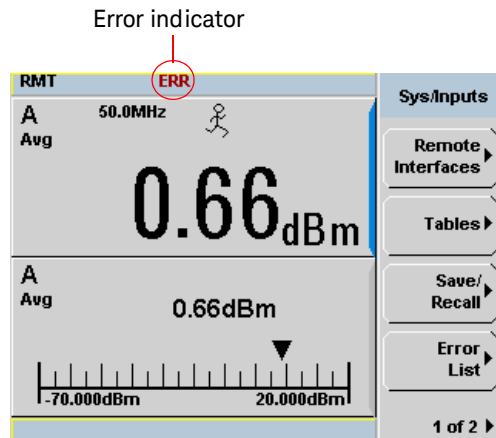 Error indicator
RMT ERR
Sys/Inputs
A 50.0MHz
Avg
0.66dBm
Remote
Interfaces
Tables
A
Avg
0.66dBm
Save/
Recall
-70.000dBm 20.000dBm
Error
List
1 of 2